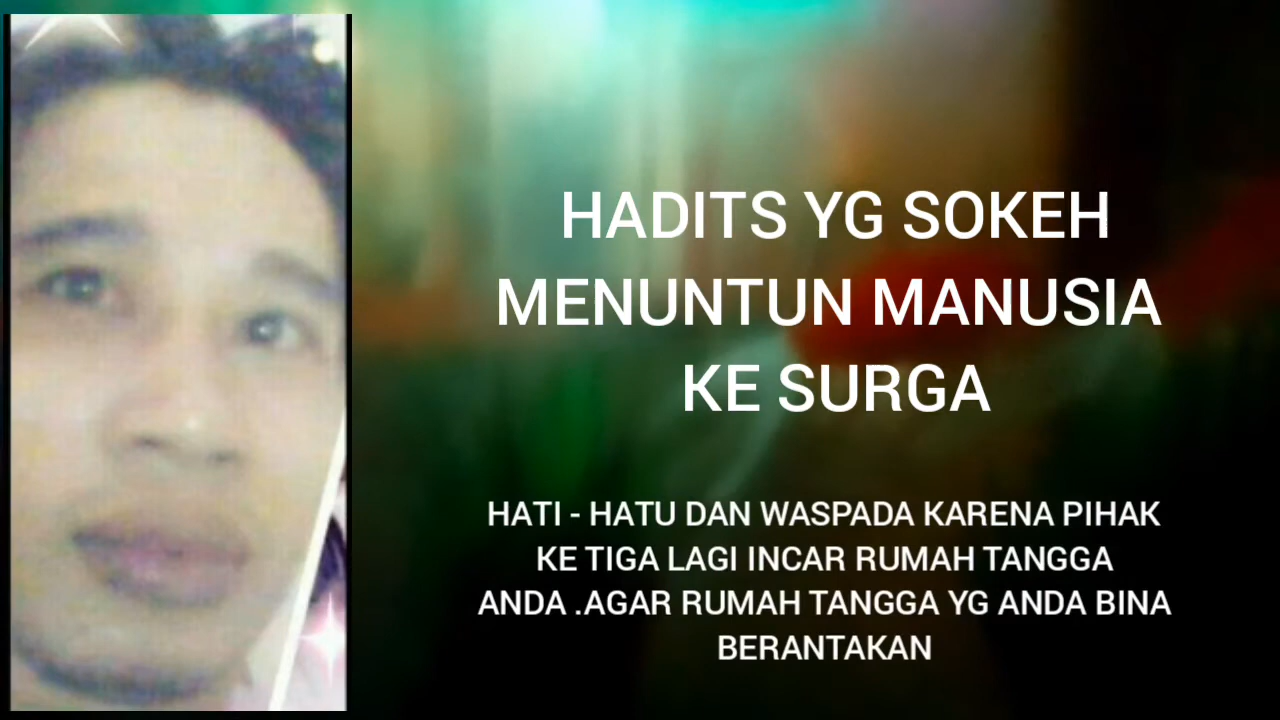 HADITS YG SOKEH
MENUNTUN MANUSIA
KE SURGA
HATI - HATU DAN WASPADA KARENA PIHAK
KE TIGA LAGI INCAR RUMAH TANGGA
ANDA .AGAR RUMAH TANGGA YG ANDA BINA
BERANTAKAN